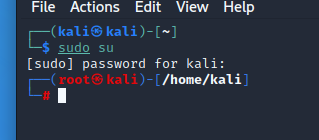 File Actions Edit View Help
┌──(kali㉿kali)-[~]
└─$ sudo su
[sudo] password for kali:
┌──(root㉿kali)-[/home/kali]
└─#